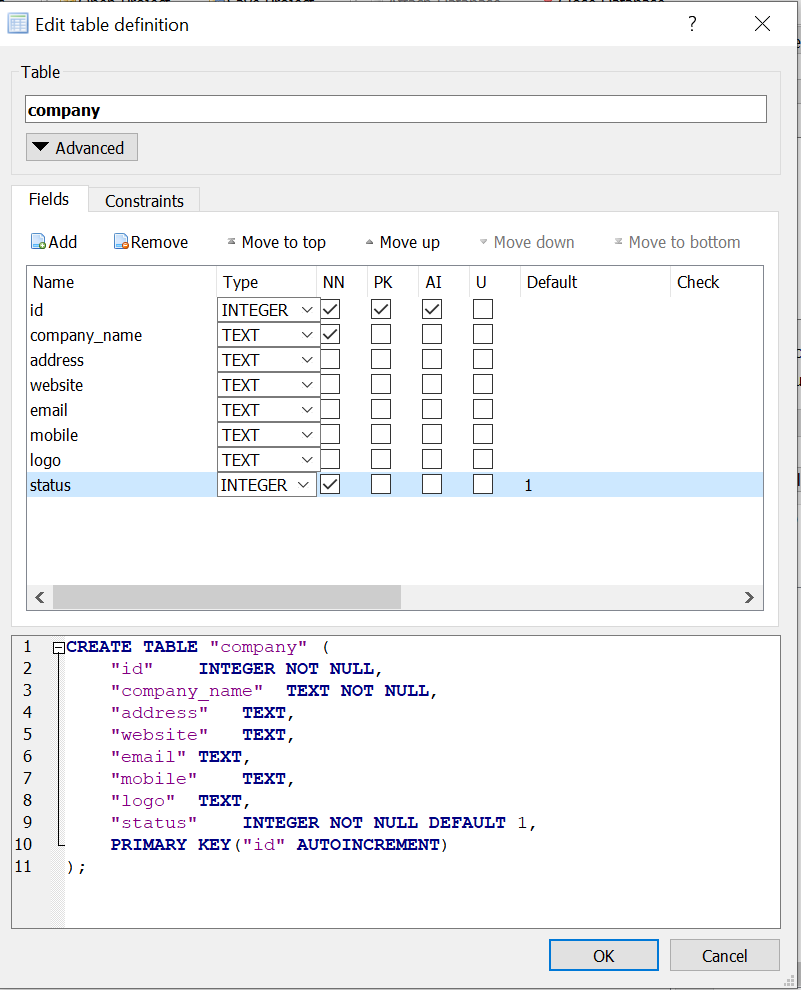 Edit table definition ?
Table
company
Advanced
Fields Constraints
Add Remove Move to top Move up Move down Move to bottom
Name Type NN PK AI U Default Check
id INTEGER
company_name TEXT
address TEXT
website TEXT
email TEXT
mobile TEXT
logo TEXT
status INTEGER 1
1 CREATE TABLE "company" (
2 "id" INTEGER NOT NULL,
3 "company_name" TEXT NOT NULL,
4 "address" TEXT,
5 "website" TEXT,
6 "email" TEXT,
7 "mobile" TEXT,
8 "logo" TEXT,
9 "status" INTEGER NOT NULL DEFAULT 1,
10 PRIMARY KEY("id" AUTOINCREMENT)
11 );
OK Cancel